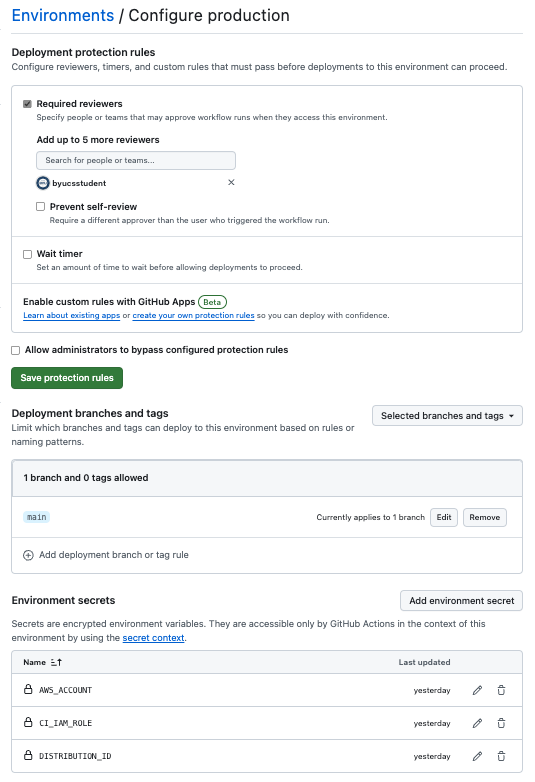 Environments / Configure production
Deployment protection rules
Configure reviewers, timers, and custom rules that must pass before deployments to this environment can proceed.
Required reviewers
Specify people or teams that may approve workflow runs when they access this environment.
Add up to 5 more reviewers
Search for people or teams...
byucsstudent
Prevent self-review
Require a different approver than the user who triggered the workflow run.
Wait timer
Set an amount of time to wait before allowing deployments to proceed.
Enable custom rules with GitHub Apps Beta
Learn about existing apps or create your own protection rules so you can deploy with confidence.
Allow administrators to bypass configured protection rules
Save protection rules
Deployment branches and tags
Selected branches and tags
Limit which branches and tags can deploy to this environment based on rules or
naming patterns.
1 branch and 0 tags allowed
main Currently applies to 1 branch Edit Remove
Add deployment branch or tag rule
Environment secrets Add environment secret
Secrets are encrypted environment variables. They are accessible only by GitHub Actions in the context of this
environment by using the secret context.
Name Last updated
AWS_ACCOUNT yesterday
CI_IAM_ROLE yesterday
DISTRIBUTION_ID yesterday